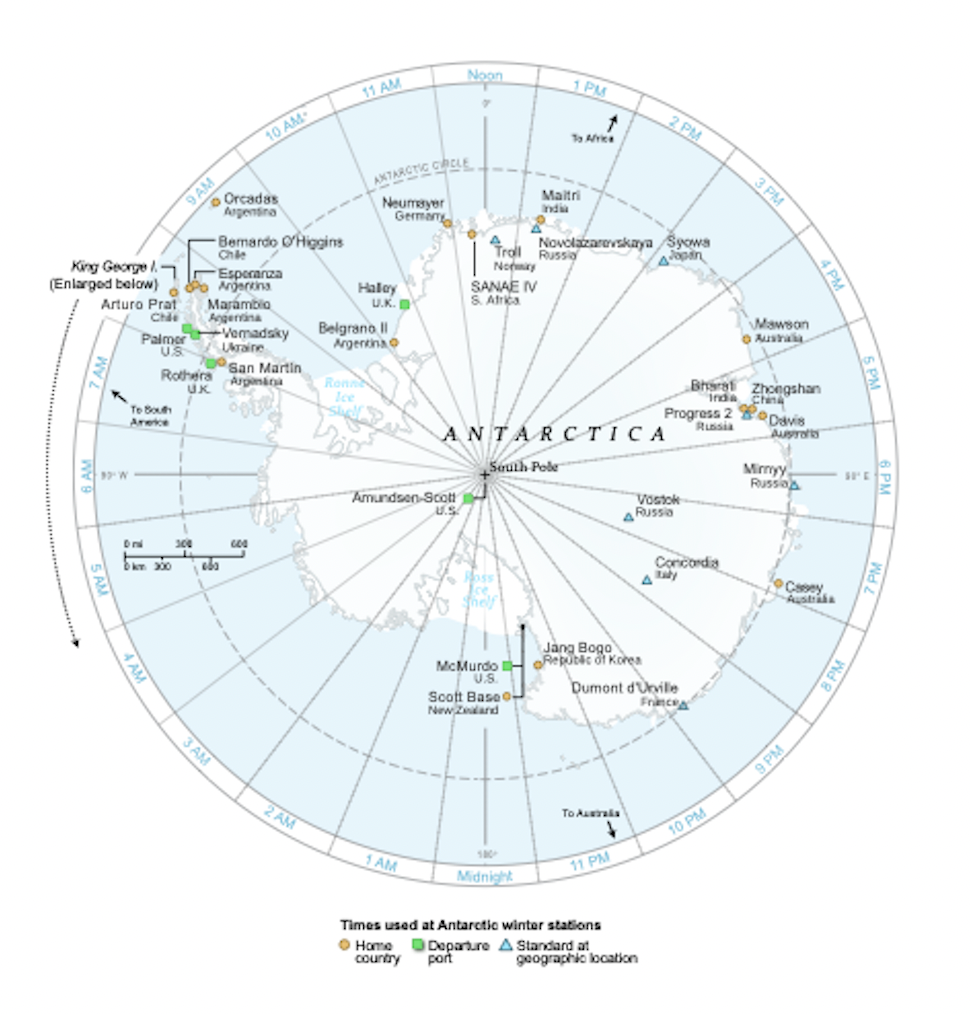 Noon
11 AM
1 PM
10 AM*
2 PM
0°
To Africa
9 AM
3 PM
ANTARCTIC CIRCLE
Orcadas
Argentina
Neumayer
Germany
Maitri
India
Bernardo O'Higgins
Chile
Troll
Norway
Novolazarevskaya
Russia
Syowa
Japan
4 PM
King George I.
(Enlarged below)
Esperanza
Argentina
Halley
U.K.
SANAE IV
S. Africa
Arturo Prat
Chile
Marambio
Argentina
Belgrano II
Argentina
Mawson
Australia
Palmer
U.S.
Vernadsky
Ukraine
Rothera
U.K.
San Martin
Argentina
7 AM
5 PM
Ronne
Ice
Shelf
Bharati
India
Zhongshan
China
To South
America
Progress 2
Russia
Davis
Australia
ANTARCTICA
6 AM
90° W
South Pole
Mirnyy
Russia
90° E
6 PM
Amundsen-Scott
U.S.
Vostok
Russia
0 mi 300 600
0 km 300 600
5 AM
Concordia
Italy
Ross
Ice
Shelf
Casey
Australia
7 PM
4 AM
Jang Bogo
Republic of Korea
McMurdo
U.S.
8 PM
Scott Base
New Zealand
Dumont d'Urville
France
3 AM
9 PM
2 AM
To Australia
10 PM
1 AM
180°
11 PM
Midnight
Times used at Antarctic winter stations
Home
country
Departure
port
Standard at
geographic location